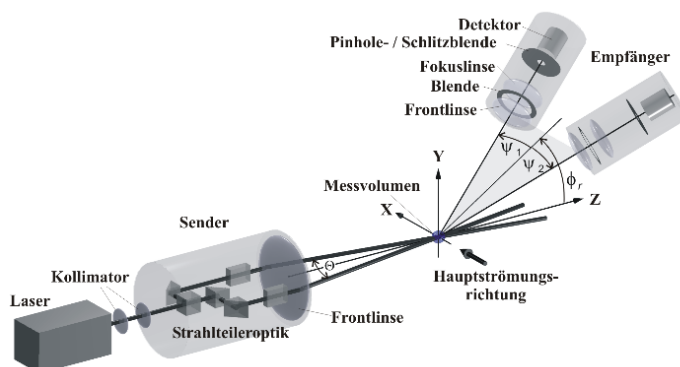 Detektor
Pinhole- / Schlitzblende
Fokuslinse
Blende
Frontlinse
Empfänger
ψ₁
ψ₂
ϕr
Y
Z
X
Messvolumen
Sender
Θ
Kollimator
Laser
Strahlteileroptik
Frontlinse
Hauptströmungs-
richtung